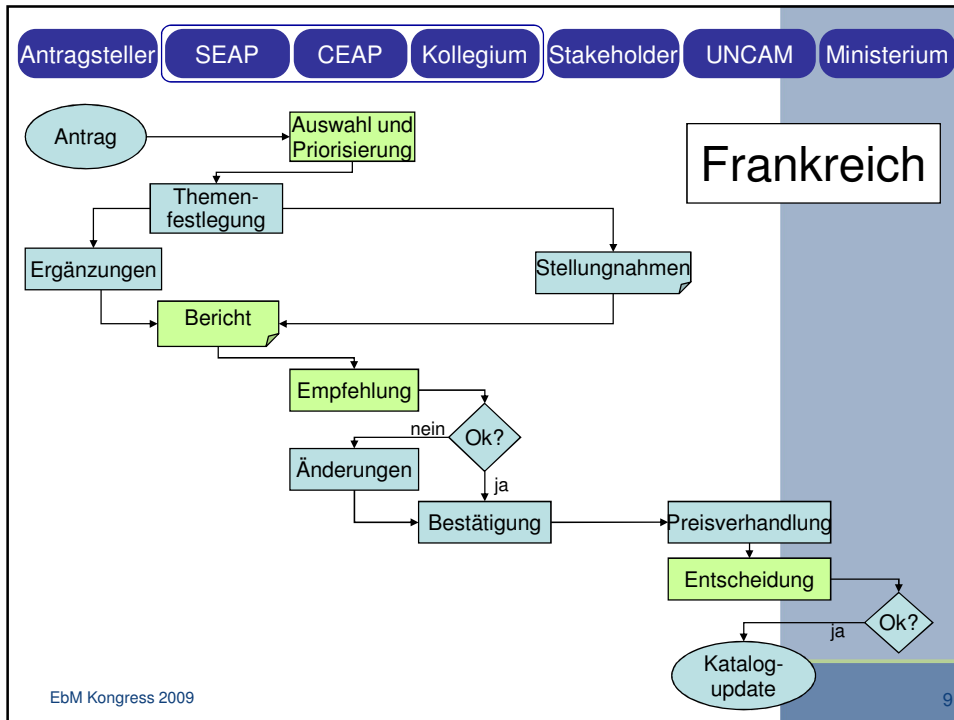 Antragsteller SEAP CEAP Kollegium Stakeholder UNCAM Ministerium
Antrag
Auswahl und
Priorisierung
Frankreich
Themen-
festlegung
Ergänzungen
Stellungnahmen
Bericht
Empfehlung
nein
Ok?
Änderungen
ja
Bestätigung
Preisverhandlung
Entscheidung
Ok?
ja
Katalog-
update
EbM Kongress 2009
9